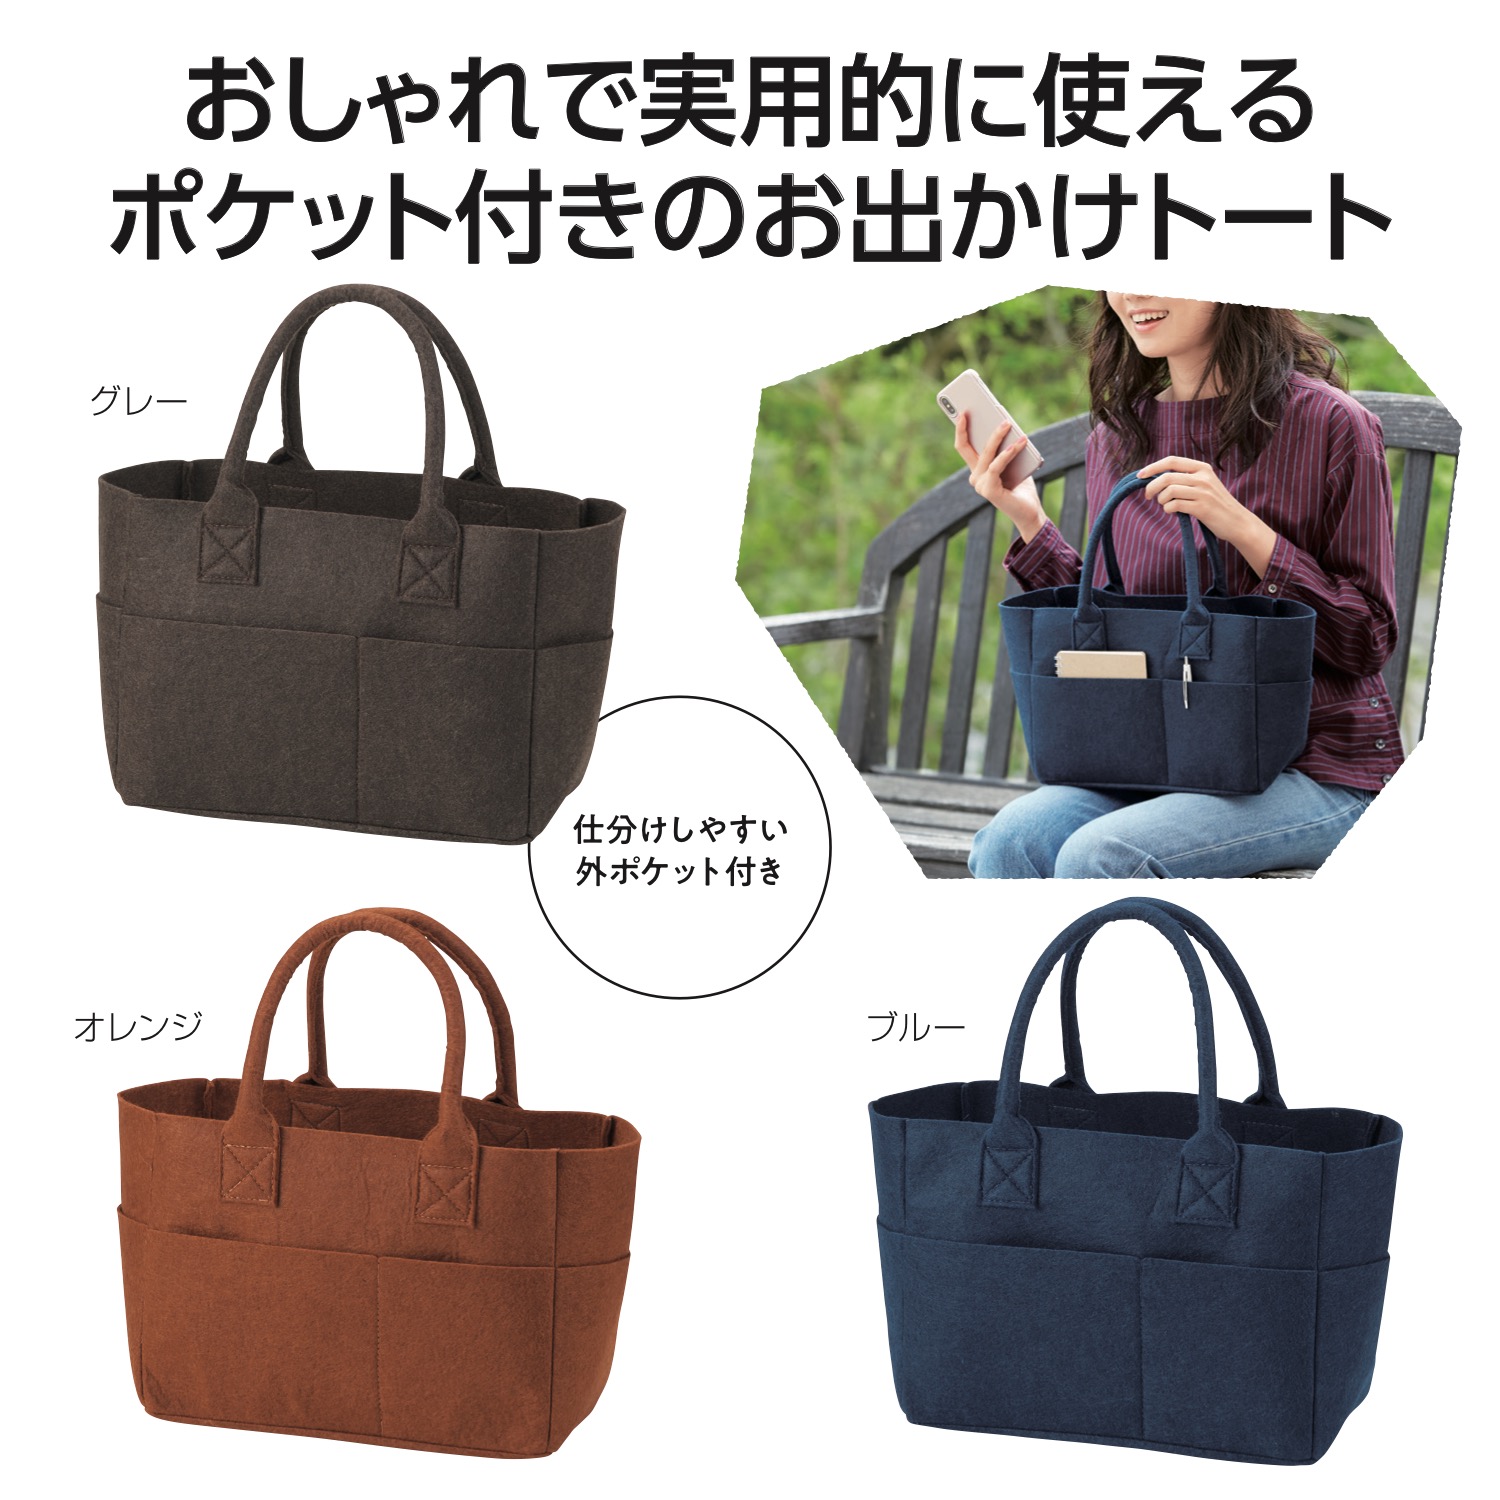 おしゃれで実用的に使える
ポケット付きのお出かけトート
グレー
仕分けしやすい
外ポケット付き
オレンジ
ブルー